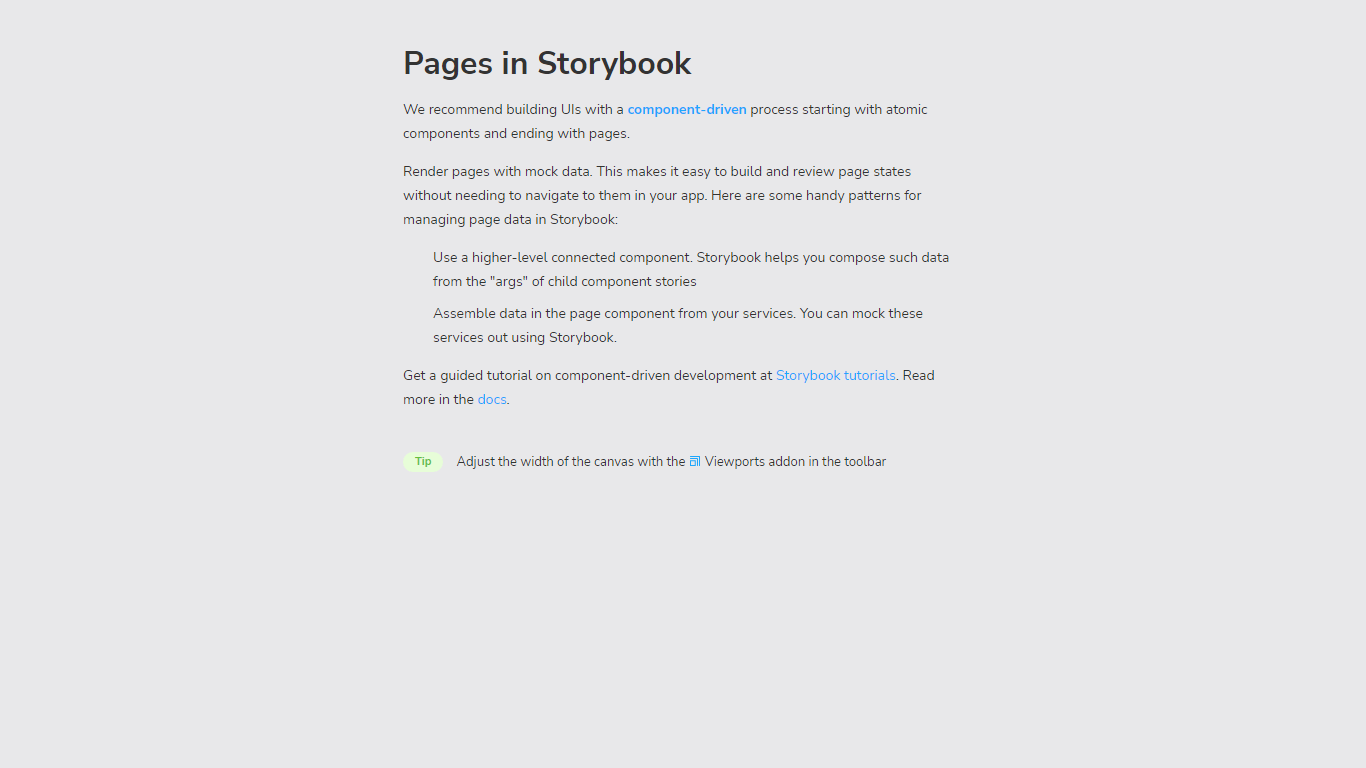 Pages in Storybook
We recommend building UIs with a component-driven process starting with atomic
components and ending with pages.
Render pages with mock data. This makes it easy to build and review page states
without needing to navigate to them in your app. Here are some handy patterns for
managing page data in Storybook:
Use a higher-level connected component. Storybook helps you compose such data
from the "args" of child component stories
Assemble data in the page component from your services. You can mock these
services out using Storybook.
Get a guided tutorial on component-driven development at Storybook tutorials. Read
more in the docs.
Tip Adjust the width of the canvas with the Viewports addon in the toolbar